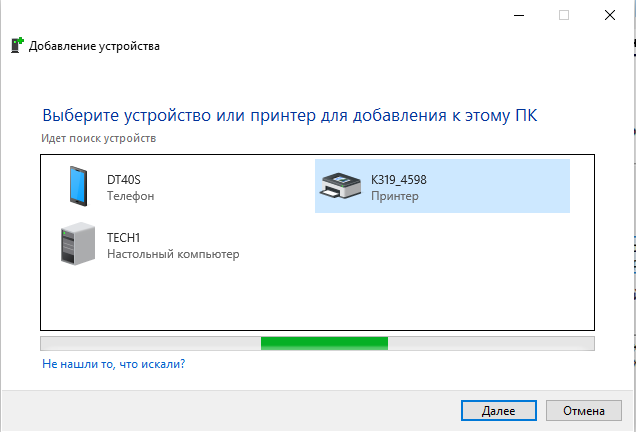 Добавление устройства
Выберите устройство или принтер для добавления к этому ПК
Идет поиск устройств
DT40S
Телефон
K319_4598
Принтер
TECH1
Настольный компьютер
Не нашли то, что искали?
Далее
Отмена